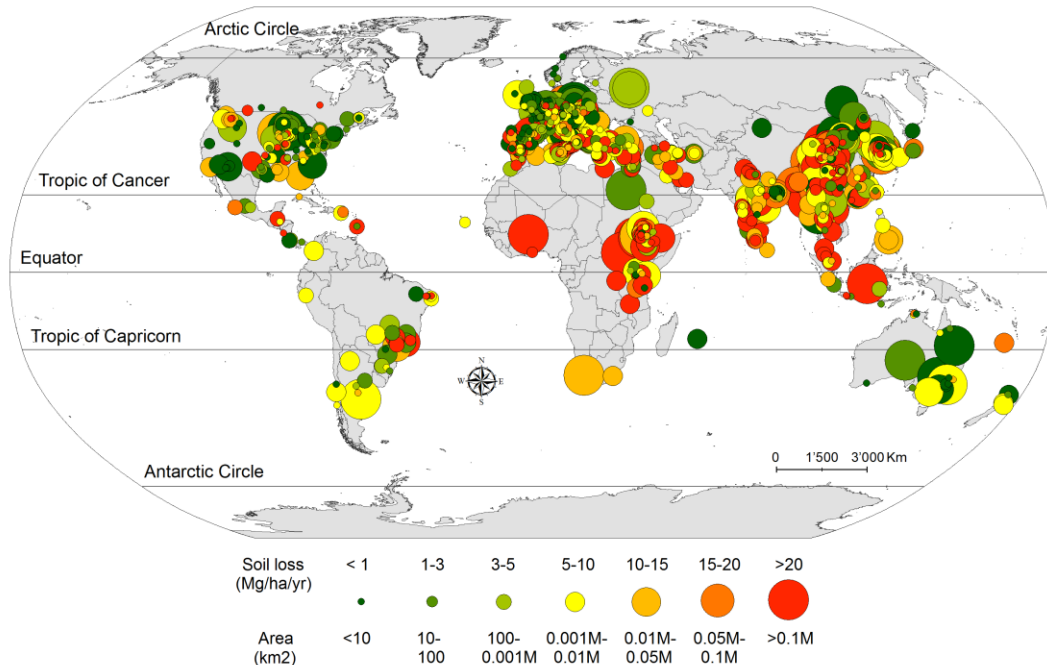 Arctic Circle
Tropic of Cancer
Equator
Tropic of Capricorn
N
W E
S
0 1'500 3'000 Km
Antarctic Circle
Soil loss < 1 1-3 3-5 5-10 10-15 15-20 >20
(Mg/ha/yr)
Area <10 10- 100- 0.001M- 0.01M- 0.05M- >0.1M
(km2) 100 0.001M 0.01M 0.05M 0.1M